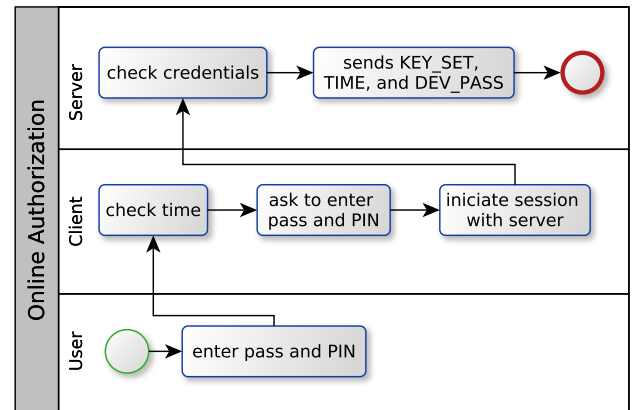 Online Authorization
Server
check credentials
sends KEY_SET,
TIME, and DEV_PASS
Client
check time
ask to enter
pass and PIN
iniciate session
with server
User
enter pass and PIN